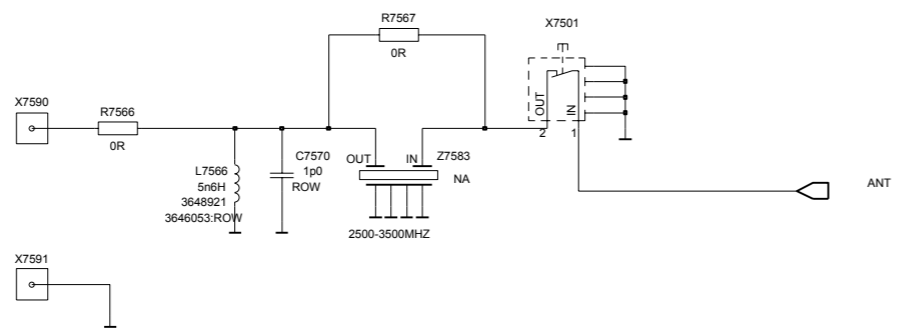 R7567
0R
X7501
OUT
IN
2
1
X7590
R7566
0R
L7566
5n6H
3648921
3646053:ROW
C7570
1p0
ROW
OUT
IN
Z7583
NA
2500-3500MHZ
ANT
X7591